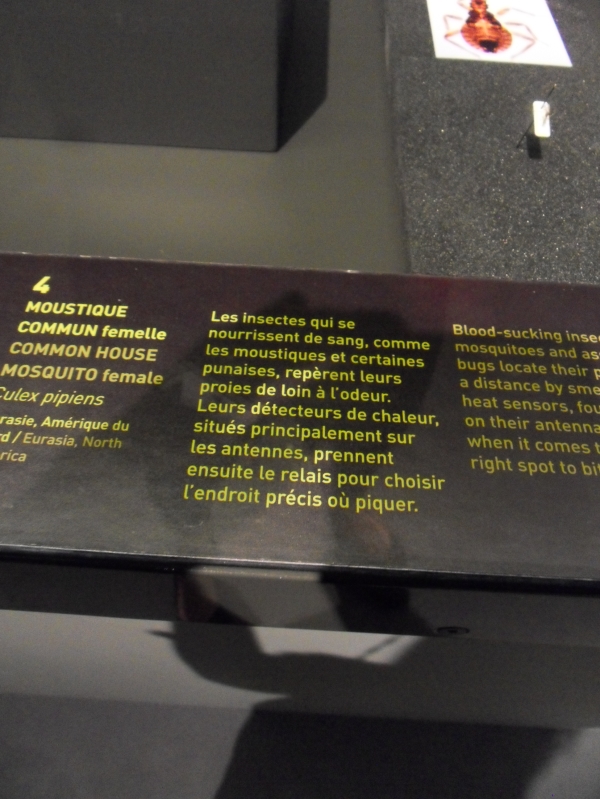 4
MOUSTIQUE
COMMUN femelle
COMMON HOUSE
MOSQUITO female
Culex pipiens
rasie, Amérique du
rd / Eurasia, North
rica
Les insectes qui se
nourrissent de sang, comme
les moustiques et certaines
punaises, repèrent leurs
proies de loin à l'odeur.
Leurs détecteurs de chaleur,
situés principalement sur
les antennes, prennent
ensuite le relais pour choisir
l'endroit précis où piquer.
Blood-sucking inse
mosquitoes and as
bugs locate their p
a distance by sme
heat sensors, fou
on their antenna
when it comes t
right spot to bit